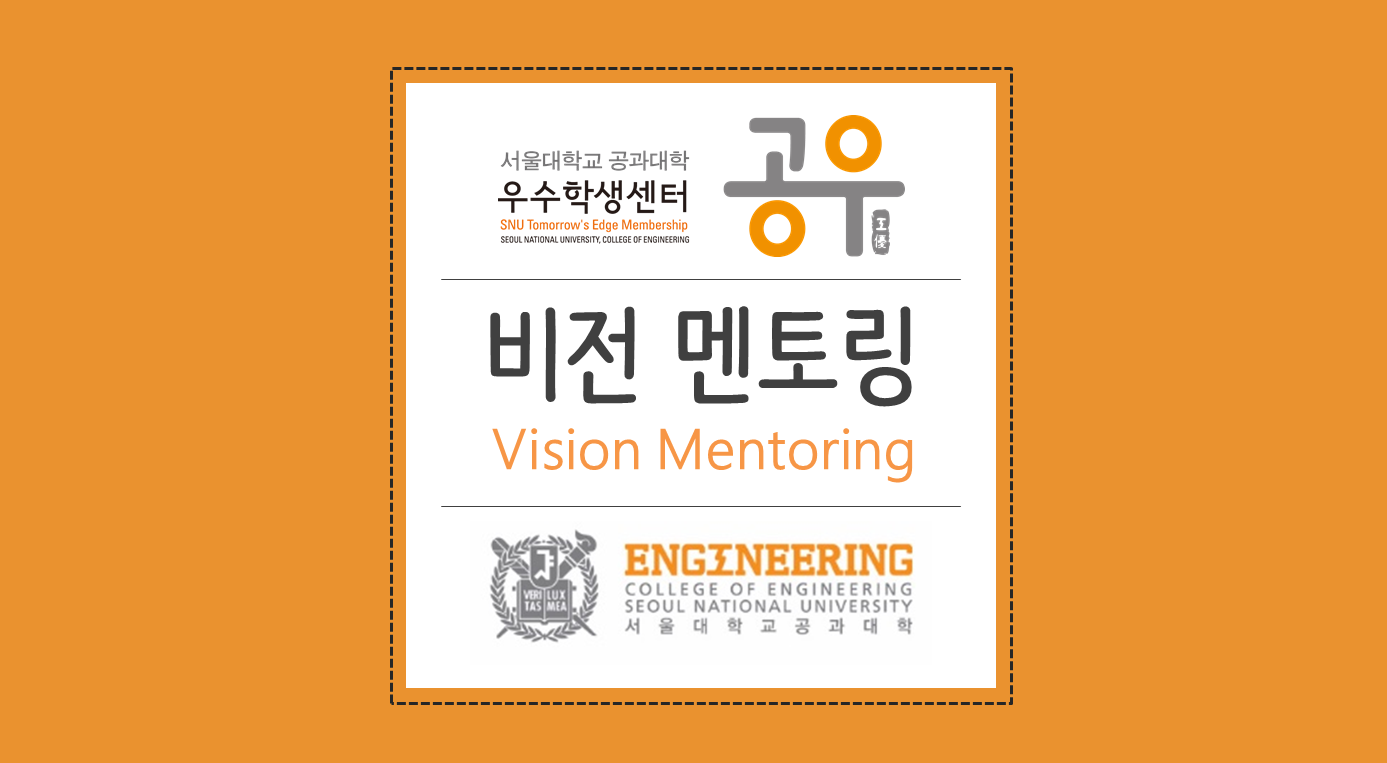 서울대학교 공과대학
우수학생센터
SNU Tomorrow's Edge Membership
SEOUL NATIONAL UNIVERSITY, COLLEGE OF ENGINEERING
공우
工優
비전 멘토링
Vision Mentoring
VERI LUX
TAS MEA
ENGINEERING
COLLEGE OF ENGINEERING
SEOUL NATIONAL UNIVERSITY
서울대학교공과대학